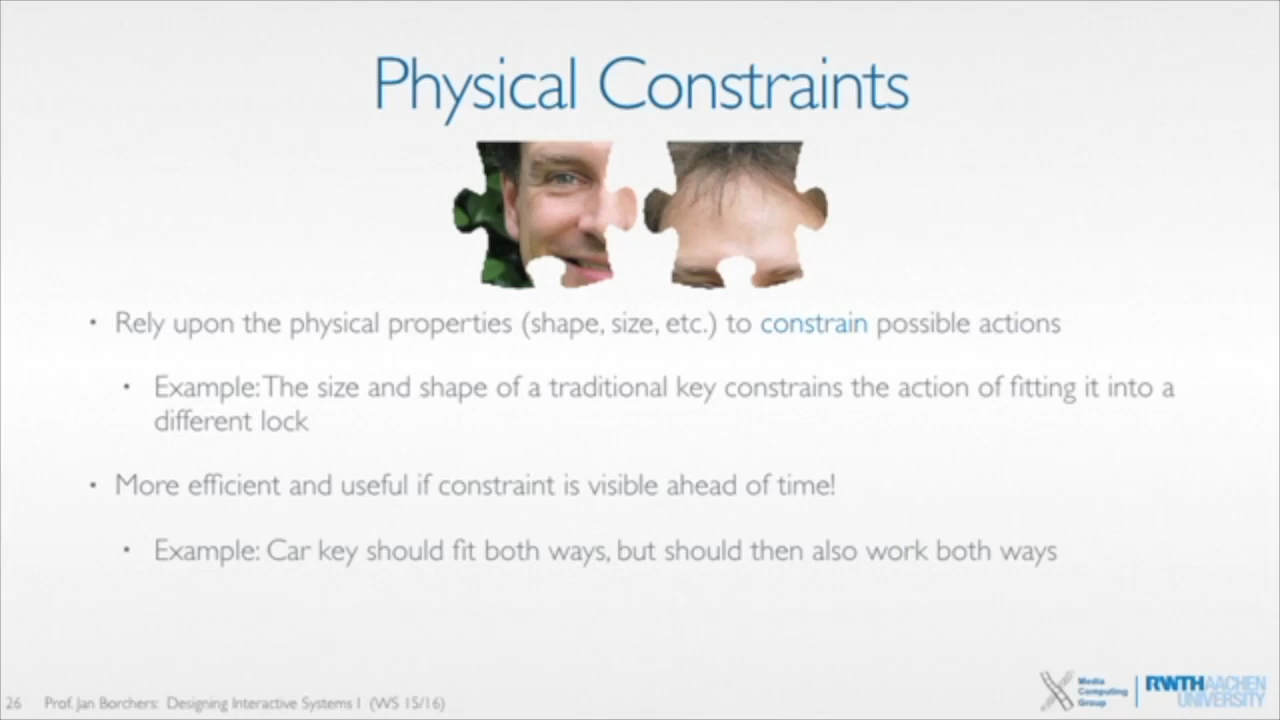 Physical Constraints
• Rely upon the physical properties (shape, size, etc.) to constrain possible actions
• Example: The size and shape of a traditional key constrains the action of fitting it into a
different lock
• More efficient and useful if constraint is visible ahead of time!
• Example: Car key should fit both ways, but should then also work both ways
26 Prof. Jan Borchers: Designing Interactive Systems I (WS 15/16)
Media
Computing
Group
RWTH AACHEN
UNIVERSITY